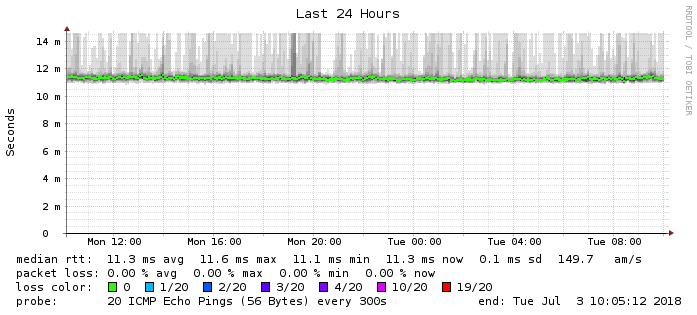 Last 24 Hours
RRDTOOL / TOBI OETIKER
Seconds
14 m
12 m
10 m
8 m
6 m
4 m
2 m
0
Mon 12:00 Mon 16:00 Mon 20:00 Tue 00:00 Tue 04:00 Tue 08:00
median rtt: 11.3 ms avg 11.6 ms max 11.1 ms min 11.3 ms now 0.1 ms sd 149.7 am/s
packet loss: 0.00 % avg 0.00 % max 0.00 % min 0.00 % now
loss color: 0 1/20 2/20 3/20 4/20 10/20 19/20
probe: 20 ICMP Echo Pings (56 Bytes) every 300s end: Tue Jul 3 10:05:12 2018